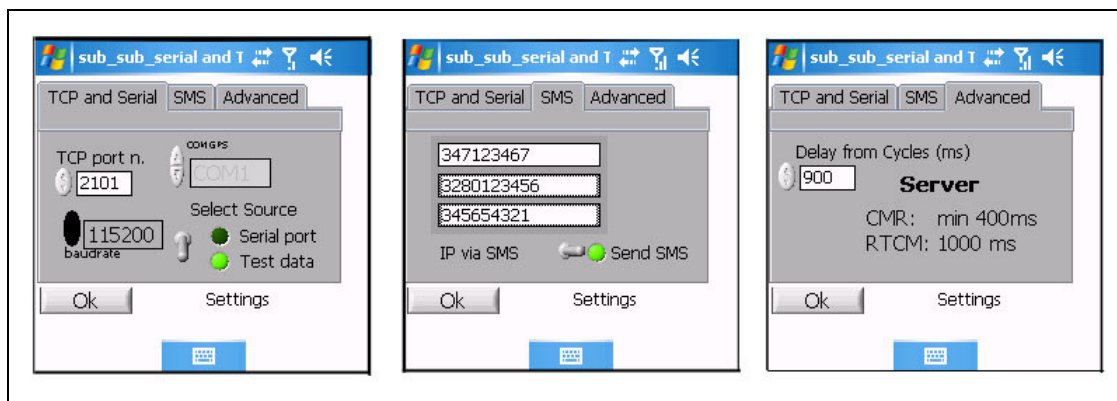 sub_sub_serial and T
TCP and Serial SMS Advanced
TCP port n.
COM GPS
2101
COM1
Select Source
115200
baudrate
Serial port
Test data
Ok
Settings
sub_sub_serial and T
TCP and Serial SMS Advanced
347123467
3280123456
345654321
IP via SMS
Send SMS
Ok
Settings
sub_sub_serial and T
TCP and Serial SMS Advanced
Delay from Cycles (ms)
900
Server
CMR: min 400ms
RTCM: 1000 ms
Ok
Settings